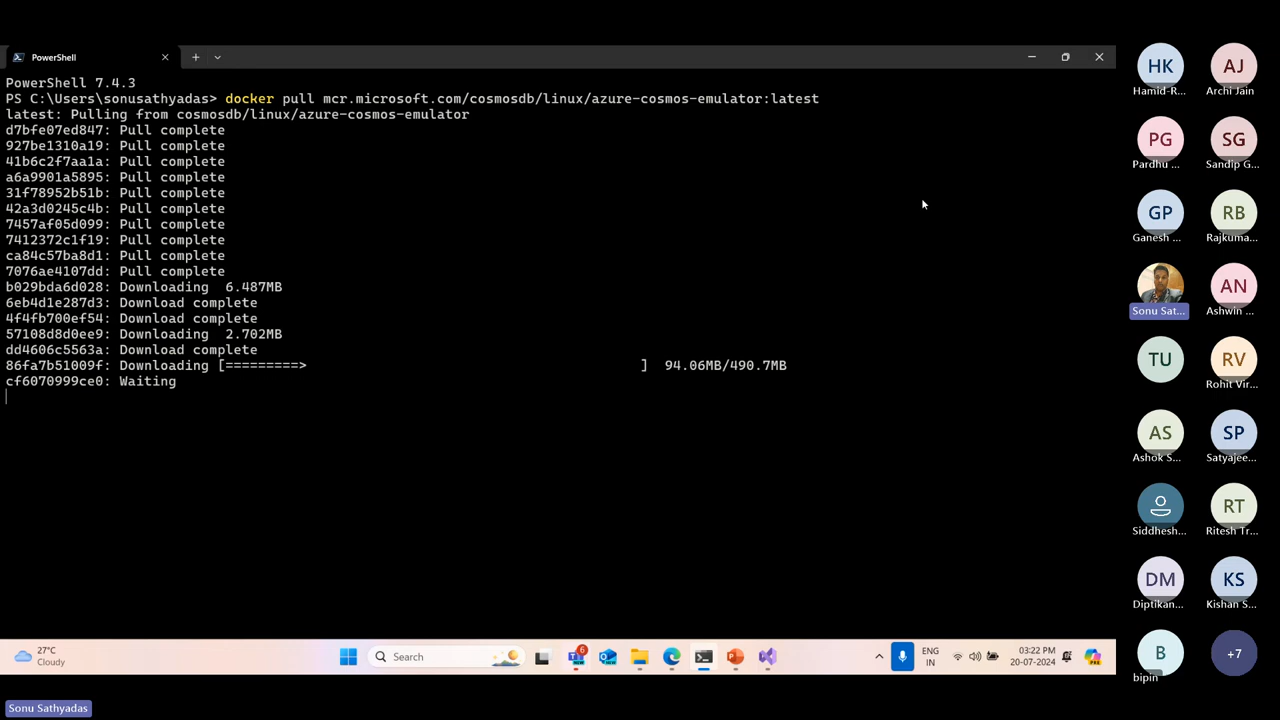 PowerShell
PowerShell 7.4.3
PS C:\Users\sonusathyadas> docker pull mcr.microsoft.com/cosmosdb/linux/azure-cosmos-emulator:latest
latest: Pulling from cosmosdb/linux/azure-cosmos-emulator
d7bfe07ed847: Pull complete
927be1310a19: Pull complete
41b6c2f7aa1a: Pull complete
a6a9901a5895: Pull complete
31f78952b51b: Pull complete
42a3d0245c4b: Pull complete
7457af05d099: Pull complete
7412372c1f19: Pull complete
ca84c57ba8d1: Pull complete
7076ae4107dd: Pull complete
b029bda6d028: Downloading  6.487MB
6eb4d1e287d3: Download complete
4f4fb700ef54: Download complete
57108d8d0ee9: Downloading  2.702MB
dd4606c5563a: Download complete
86fa7b51009f: Downloading [=========>                                         ]  94.06MB/490.7MB
cf6070999ce0: Waiting
HK AJ
Hamid-R... Archi Jain
PG SG
Pardhu ... Sandip G...
GP RB
Ganesh ... Rajkuma...
AN
Sonu Sat... Ashwin ...
TU RV
Rohit Vir...
AS SP
Ashok S... Satyajee...
RT
Siddhesh... Ritesh Tr...
DM KS
Diptikan... Kishan S...
B +7
bipin
27°C
Cloudy
Search
6
NEW
NEW
ENG
IN
03:22 PM
20-07-2024
PRE
Sonu Sathyadas